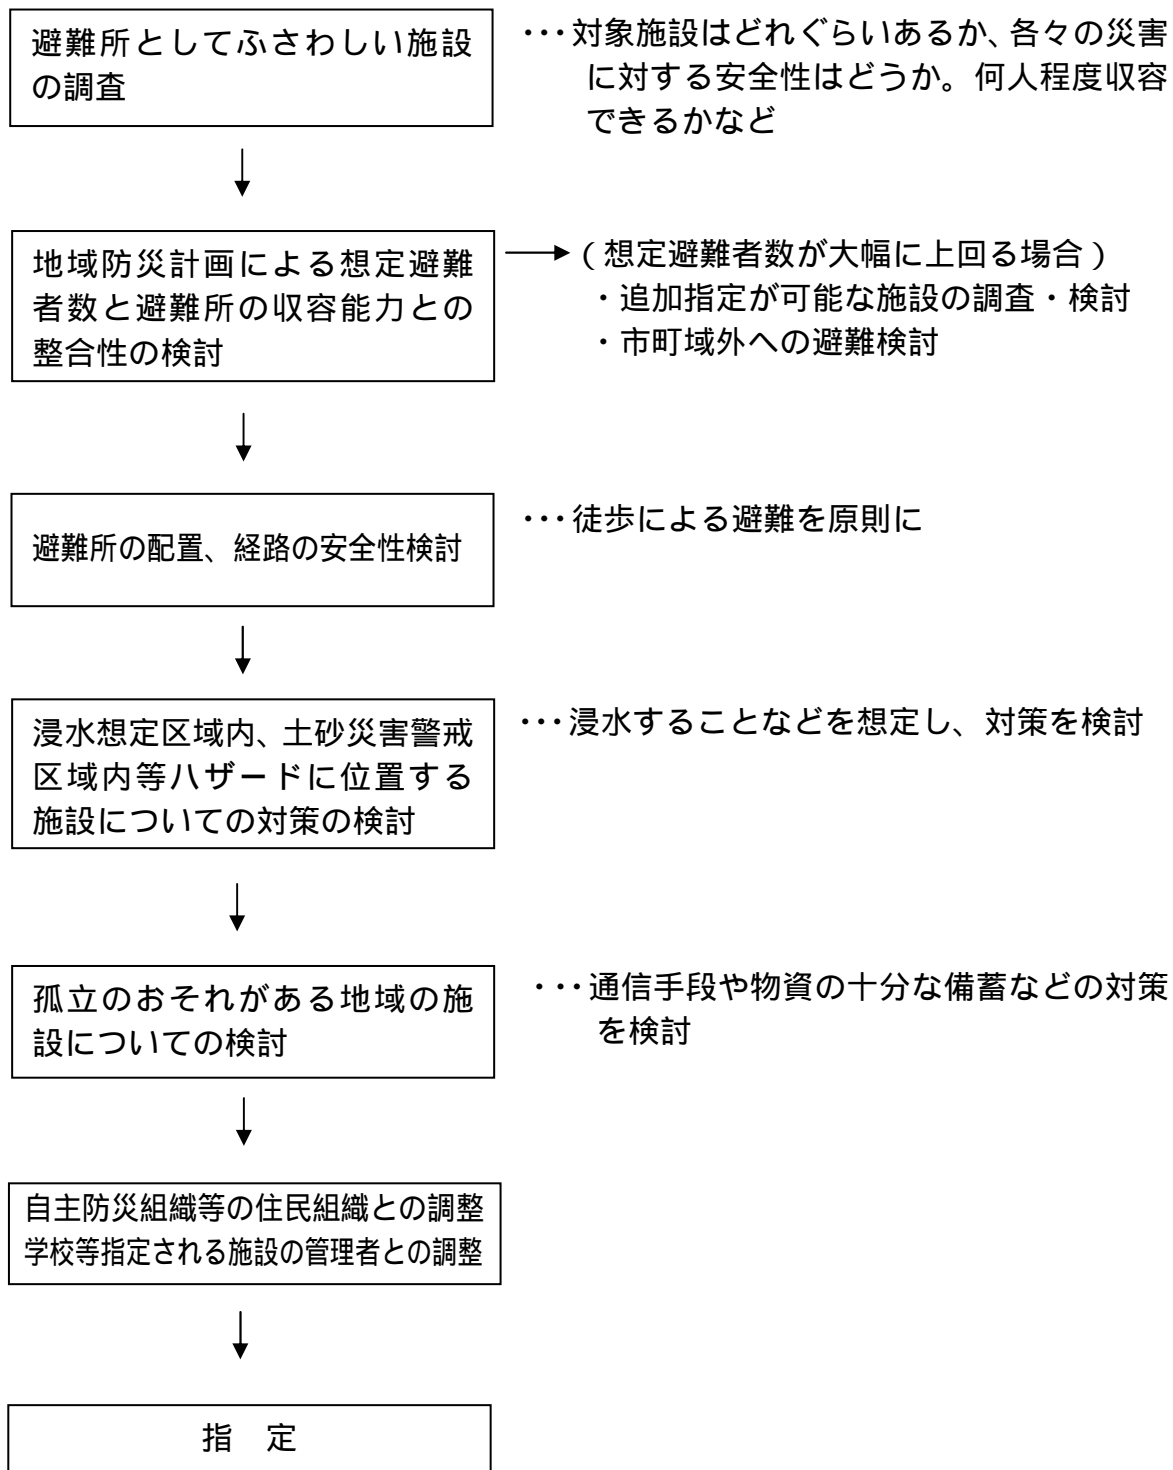 避難所としてふさわしい施設
の調査
・・・対象施設はどれぐらいあるか、各々の災害
に対する安全性はどうか。何人程度収容
できるかなど
地域防災計画による想定避難
者数と避難所の収容能力との
整合性の検討
（想定避難者数が大幅に上回る場合）
・追加指定が可能な施設の調査・検討
・市町域外への避難検討
避難所の配置、経路の安全性検討
・・・徒歩による避難を原則に
浸水想定区域内、土砂災害警戒
区域内等ハザードに位置する
施設についての対策の検討
・・・浸水することなどを想定し、対策を検討
孤立のおそれがある地域の施
設についての検討
・・・通信手段や物資の十分な備蓄などの対策
を検討
自主防災組織等の住民組織との調整
学校等指定される施設の管理者との調整
指　定